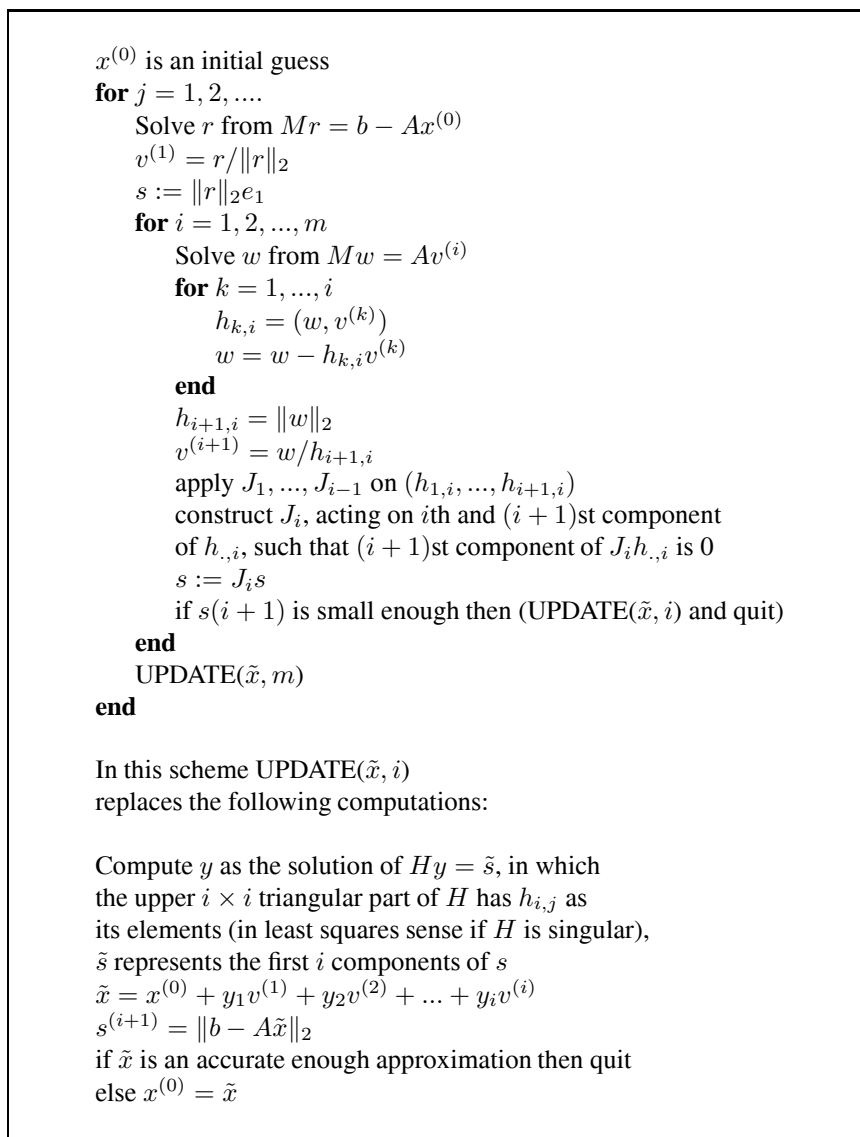 x^{(0)} is an initial guess
for j = 1, 2, ....
Solve r from Mr = b − Ax^{(0)}
v^{(1)} = r/‖r‖_2
s := ‖r‖_2 e_1
for i = 1, 2, ..., m
Solve w from Mw = Av^{(i)}
for k = 1, ..., i
h_{k,i} = (w, v^{(k)})
w = w − h_{k,i} v^{(k)}
end
h_{i+1,i} = ‖w‖_2
v^{(i+1)} = w/h_{i+1,i}
apply J_1, ..., J_{i−1} on (h_{1,i}, ..., h_{i+1,i})
construct J_i, acting on ith and (i + 1)st component
of h_{.,i}, such that (i + 1)st component of J_i h_{.,i} is 0
s := J_i s
if s(i + 1) is small enough then (UPDATE(x̃, i) and quit)
end
UPDATE(x̃, m)
end
In this scheme UPDATE(x̃, i)
replaces the following computations:
Compute y as the solution of Hy = s̃, in which
the upper i × i triangular part of H has h_{i,j} as
its elements (in least squares sense if H is singular),
s̃ represents the first i components of s
x̃ = x^{(0)} + y_1 v^{(1)} + y_2 v^{(2)} + ... + y_i v^{(i)}
s^{(i+1)} = ‖b − Ax̃‖_2
if x̃ is an accurate enough approximation then quit
else x^{(0)} = x̃